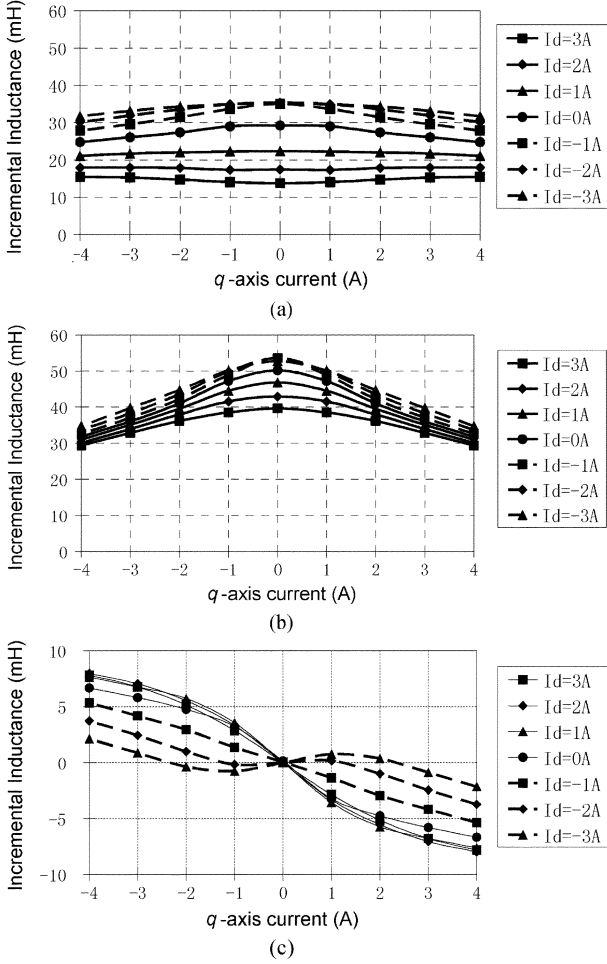 Incremental Inductance (mH)
60
50
40
30
20
10
0
-4 -3 -2 -1 0 1 2 3 4
q-axis current (A)
Id=3A
Id=2A
Id=1A
Id=0A
Id=-1A
Id=-2A
Id=-3A
(a)
Incremental Inductance (mH)
60
50
40
30
20
10
0
-4 -3 -2 -1 0 1 2 3 4
q-axis current (A)
Id=3A
Id=2A
Id=1A
Id=0A
Id=-1A
Id=-2A
Id=-3A
(b)
Incremental Inductance (mH)
10
5
0
-5
-10
-4 -3 -2 -1 0 1 2 3 4
q-axis current (A)
Id=3A
Id=2A
Id=1A
Id=0A
Id=-1A
Id=-2A
Id=-3A
(c)